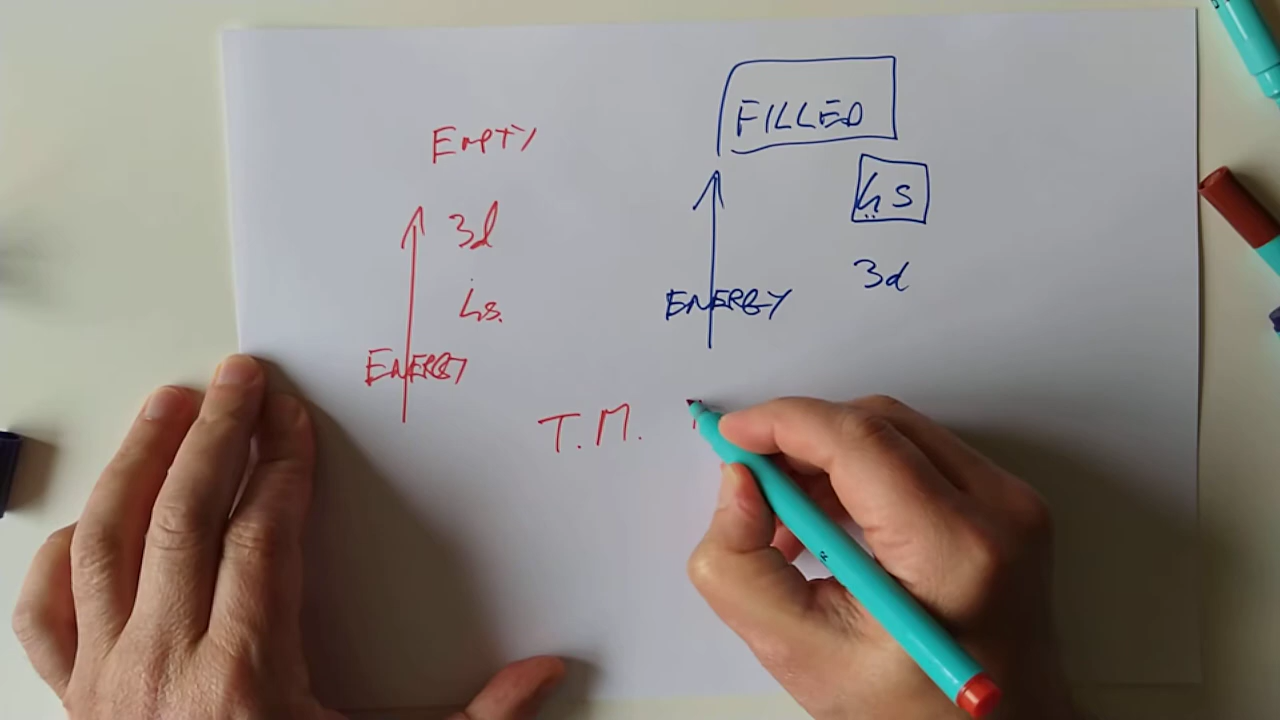 EMPTY
3d
4s.
ENERGY
FILLED
4s
3d
ENERGY
T.M.